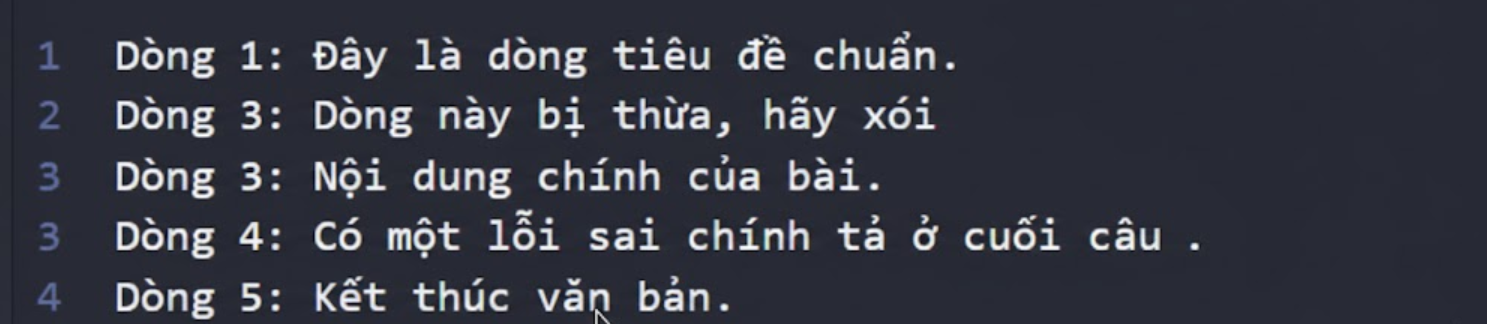 1 Dòng 1: Đây là dòng tiêu đề chuẩn.
2 Dòng 3: Dòng này bị thừa, hãy xói
3 Dòng 3: Nội dung chính của bài.
3 Dòng 4: Có một lỗi sai chính tả ở cuối câu .
4 Dòng 5: Kết thúc văn bản.